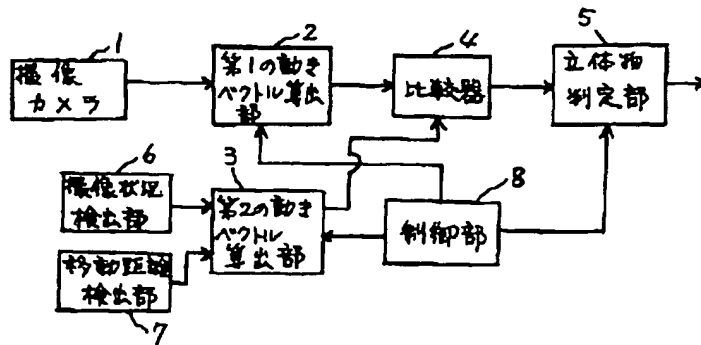 1
撮像
カメラ
2
第1の動き
ベクトル算出
部
4
比較器
5
立体物
判定部
6
撮像状況
検出部
3
第2の動き
ベクトル
算出部
8
制御部
移動距離
検出部
7